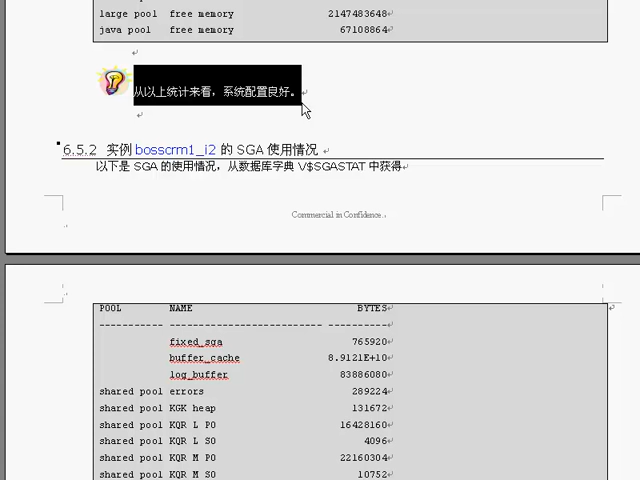 large pool free memory 2147483648
java pool free memory 67108864
从以上统计来看，系统配置良好。
6.5.2 实例 bosscrm1_i2 的 SGA 使用情况
以下是 SGA 的使用情况，从数据库字典 V$SGASTAT 中获得
Commercial in Confidence
POOL NAME BYTES
----------- ------------------------- ----------
fixed_sga 765920
buffer_cache 8.9121E+10
log_buffer 83886080
shared pool errors 289224
shared pool KGK heap 131672
shared pool KQR L PO 16428160
shared pool KQR L SO 4096
shared pool KQR M PO 22160304
shared pool KQR M SO 10752